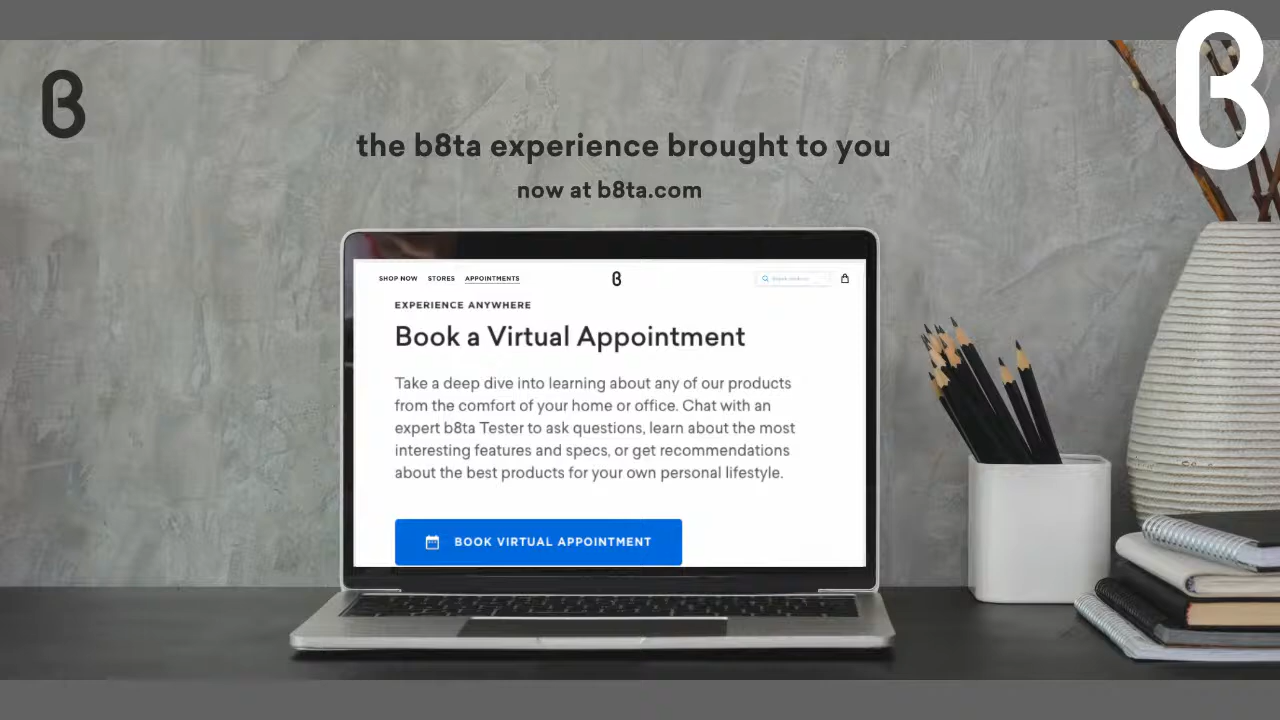 the b8ta experience brought to you
now at b8ta.com
SHOP NOW STORES APPOINTMENTS
EXPERIENCE ANYWHERE
Book a Virtual Appointment
Take a deep dive into learning about any of our products
from the comfort of your home or office. Chat with an
expert b8ta Tester to ask questions, learn about the most
interesting features and specs, or get recommendations
about the best products for your own personal lifestyle.
BOOK VIRTUAL APPOINTMENT